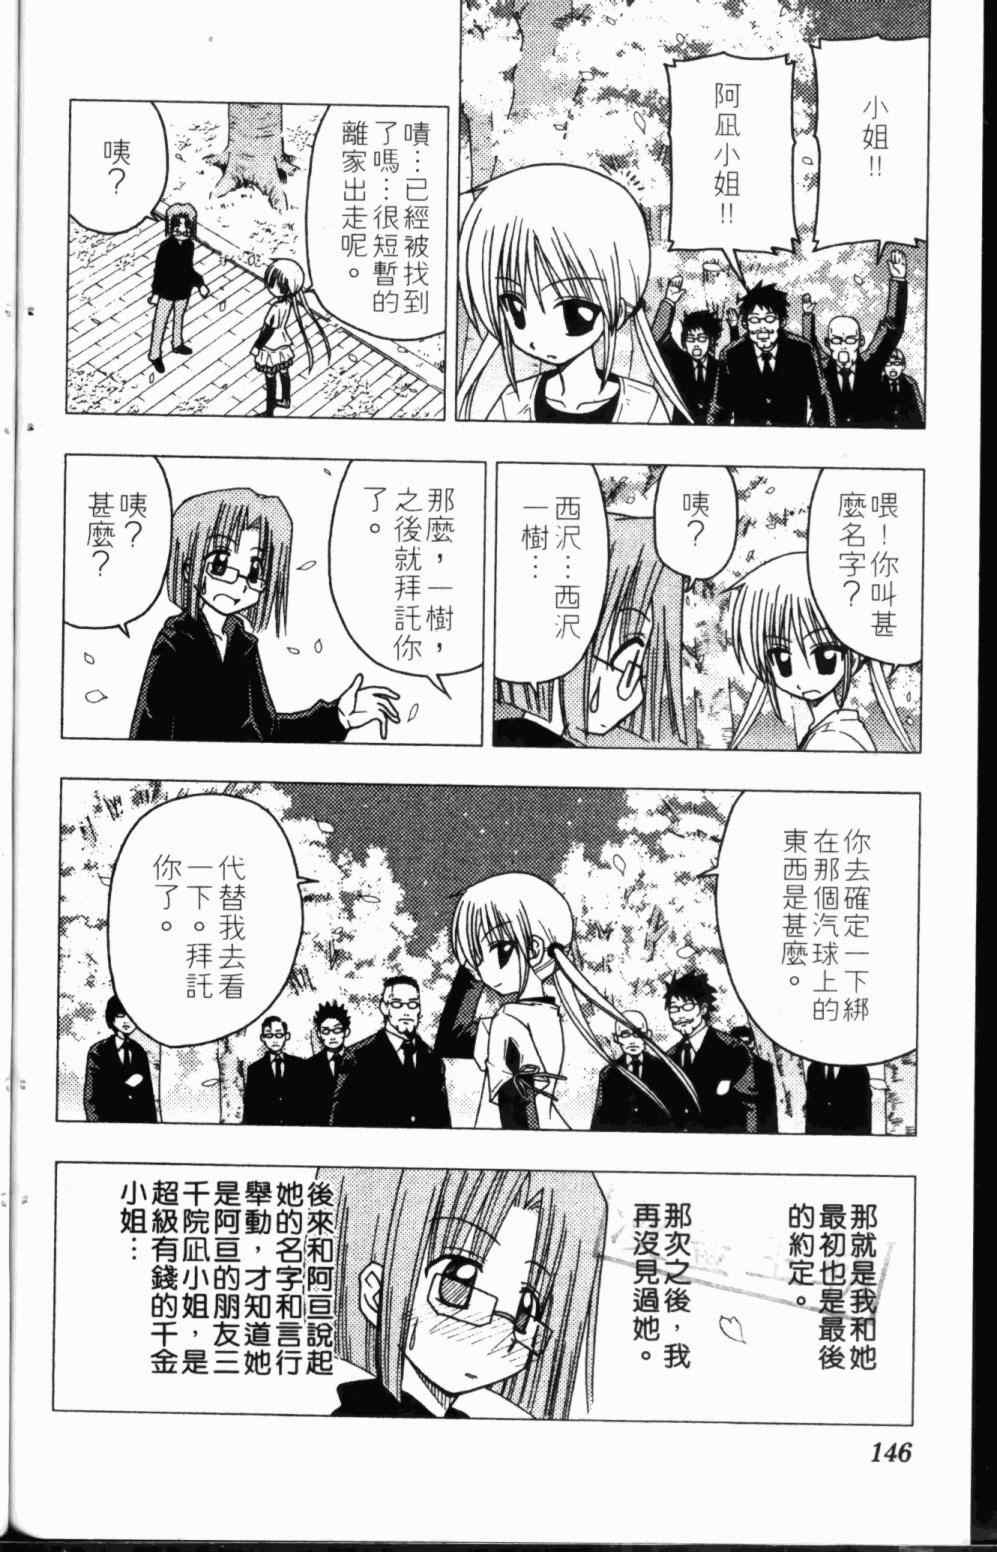 小姐!!
阿凪小姐!!
嘖…已經被找到
了嗎…很短暫的
離家出走呢。
咦?
喂!你叫甚
麼名字?
咦?
西沢…西沢
一樹…
那麼,一樹,
之後就拜託你
了。
咦?
甚麼?
你去確定一下綁
在那個汽球上的
東西是甚麼。
代替我去看
一下。拜託
你了。
那就是我和她
最初也是最後
的約定。
那次之後,我
再沒見過她。
後來和阿亘說起
她的名字和言行
舉動,才知道她
是阿亘的朋友三
千院凪小姐,是
超級有錢的千金
小姐…
146